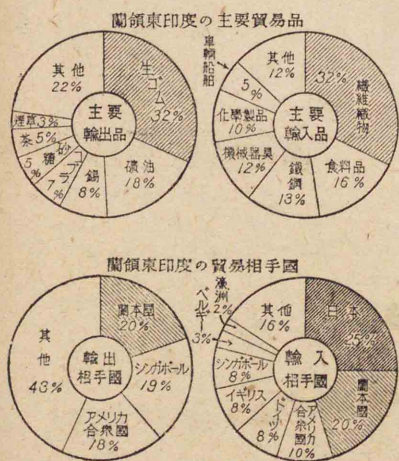 蘭領東印度の主要貿易品
主要
輸出品
生ゴム
32%
礦油
18%
錫
8%
コプラ
7%
砂糖
5%
茶5%
煙草3%
其他
22%
主要
輸入品
繊維織物
32%
食料品
16%
鐵鋼
13%
機械器具
12%
化學製品
10%
車輛船舶
5%
其他
12%
蘭領東印度の貿易相手國
輸出
相手國
蘭本國
20%
シンガポール
19%
アメリカ
合衆國
18%
其他
43%
輸入
相手國
日本
25%
蘭本國
20%
アメリカ
合衆國
10%
ドイツ
8%
イギリス
8%
シンガポール
8%
ベルギー
3%
濠洲
2%
其他
16%